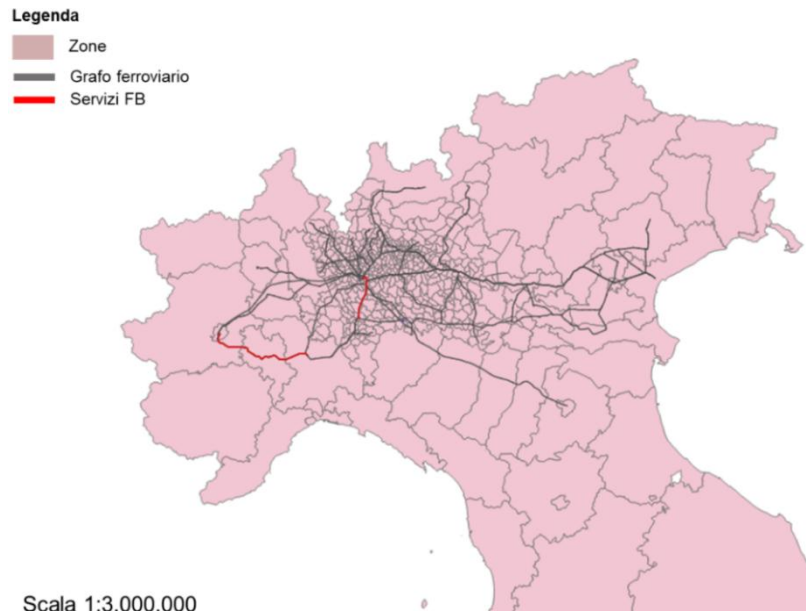 Legenda
Zone
Grafo ferroviario
Servizi FB
Scala 1:3.000.000